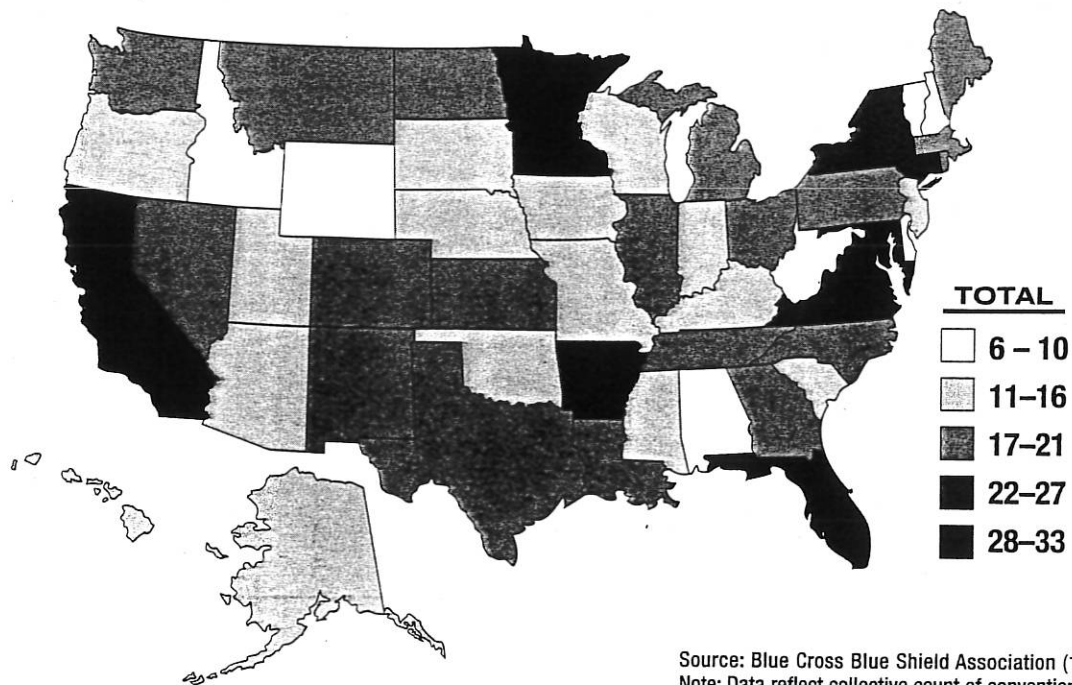 TOTAL
6 – 10
11–16
17–21
22–27
28–33
Source: Blue Cross Blue Shield Association
Note: Data reflect collective count of